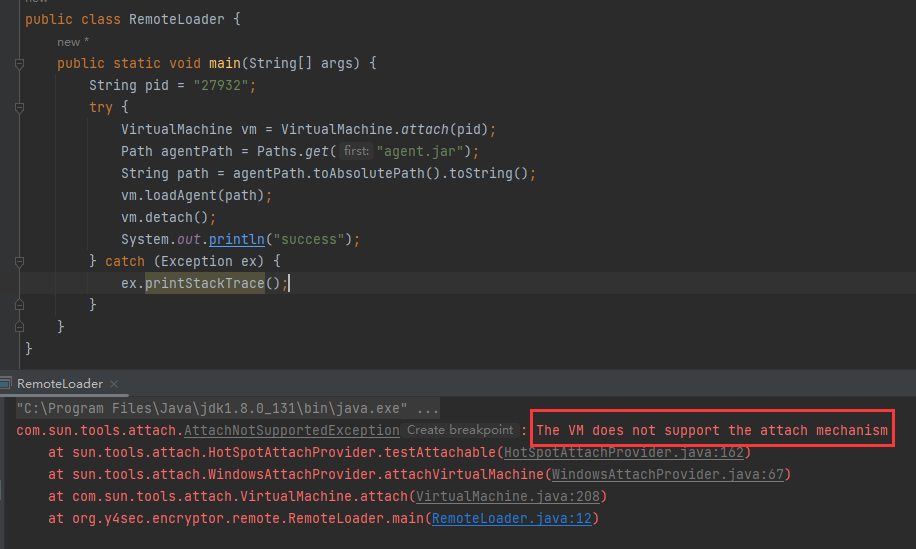 public class RemoteLoader {
new *
public static void main(String[] args) {
String pid = "27932";
try {
VirtualMachine vm = VirtualMachine.attach(pid);
Path agentPath = Paths.get( first: "agent.jar");
String path = agentPath.toAbsolutePath().toString();
vm.loadAgent(path);
vm.detach();
System.out.println("success");
} catch (Exception ex) {
ex.printStackTrace();
}
}
}
RemoteLoader ×
"C:\Program Files\Java\jdk1.8.0_131\bin\java.exe" ...
com.sun.tools.attach.AttachNotSupportedException Create breakpoint : The VM does not support the attach mechanism
at sun.tools.attach.HotSpotAttachProvider.testAttachable(HotSpotAttachProvider.java:162)
at sun.tools.attach.WindowsAttachProvider.attachVirtualMachine(WindowsAttachProvider.java:67)
at com.sun.tools.attach.VirtualMachine.attach(VirtualMachine.java:208)
at org.y4sec.encryptor.remote.RemoteLoader.main(RemoteLoader.java:12)